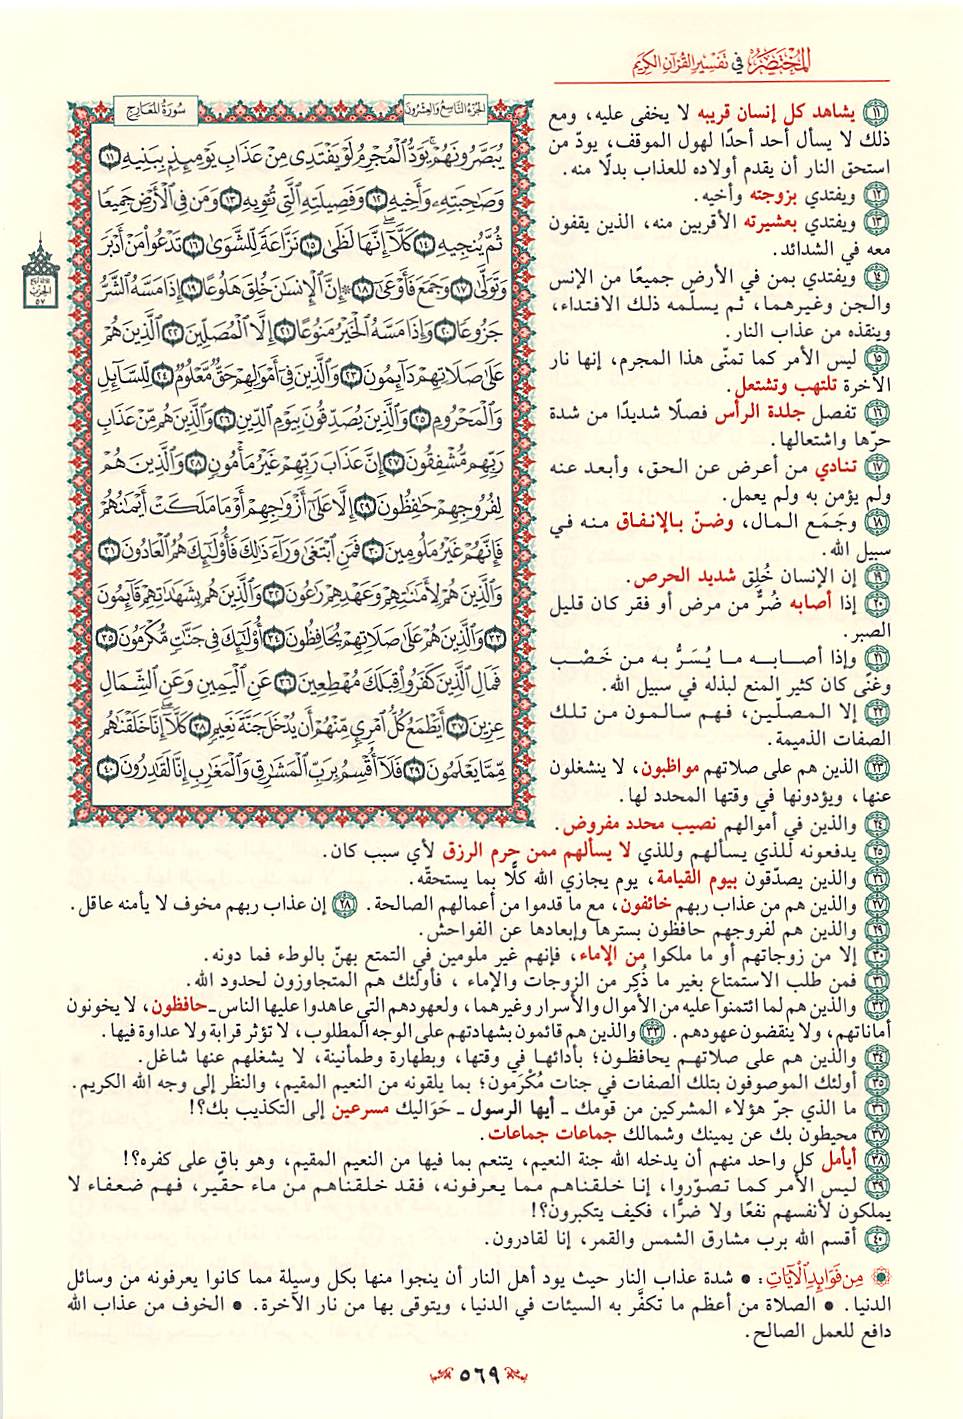 المختصر في تفسير القرآن الكريم
الجزء التاسع والعشرون
سورة المعارج
يُبَصَّرُونَهُمْ يَوَدُّ ٱلْمُجْرِمُ لَوْ يَفْتَدِى مِنْ عَذَابِ يَوْمِئِذٍۭ بِبَنِيهِ ١١
وَصَٰحِبَتِهِۦ وَأَخِيهِ ١٢ وَفَصِيلَتِهِ ٱلَّتِى تُـْٔوِيهِ ١٣ وَمَن فِى ٱلْأَرْضِ جَمِيعًا
ثُمَّ يُنجِيهِ ١٤ كَلَّآ إِنَّهَا لَظَىٰ ١٥ نَزَّاعَةً لِّلشَّوَىٰ ١٦ تَدْعُوا۟ مَنْ أَدْبَرَ
وَتَوَلَّىٰ ١٧ وَجَمَعَ فَأَوْعَىٰٓ ١٨ ۞ إِنَّ ٱلْإِنسَٰنَ خُلِقَ هَلُوعًا ١٩ إِذَا مَسَّهُ ٱلشَّرُّ
جَزُوعًا ٢٠ وَإِذَا مَسَّهُ ٱلْخَيْرُ مَنُوعًا ٢١ إِلَّا ٱلْمُصَلِّينَ ٢٢ ٱلَّذِينَ هُمْ
عَلَىٰ صَلَاتِهِمْ دَآئِمُونَ ٢٣ وَٱلَّذِينَ فِىٓ أَمْوَٰلِهِمْ حَقٌّ مَّعْلُومٌ ٢٤ لِّلسَّآئِلِ
وَٱلْمَحْرُومِ ٢٥ وَٱلَّذِينَ يُصَدِّقُونَ بِيَوْمِ ٱلدِّينِ ٢٦ وَٱلَّذِينَ هُم مِّنْ عَذَابِ
رَبِّهِم مُّشْفِقُونَ ٢٧ إِنَّ عَذَابَ رَبِّهِمْ غَيْرُ مَأْمُونٍ ٢٨ وَٱلَّذِينَ هُمْ
لِفُرُوجِهِمْ حَٰفِظُونَ ٢٩ إِلَّا عَلَىٰٓ أَزْوَٰجِهِمْ أَوْ مَا مَلَكَتْ أَيْمَٰنُهُمْ
فَإِنَّهُمْ غَيْرُ مَلُومِينَ ٣٠ فَمَنِ ٱبْتَغَىٰ وَرَآءَ ذَٰلِكَ فَأُو۟لَٰٓئِكَ هُمُ ٱلْعَادُونَ ٣١
وَٱلَّذِينَ هُمْ لِأَمَٰنَٰتِهِمْ وَعَهْدِهِمْ رَٰعُونَ ٣٢ وَٱلَّذِينَ هُم بِشَهَٰدَٰتِهِمْ قَآئِمُونَ
٣٣ وَٱلَّذِينَ هُمْ عَلَىٰ صَلَاتِهِمْ يُحَافِظُونَ ٣٤ أُو۟لَٰٓئِكَ فِى جَنَّٰتٍ مُّكْرَمُونَ ٣٥
فَمَالِ ٱلَّذِينَ كَفَرُوا۟ قِبَلَكَ مُهْطِعِينَ ٣٦ عَنِ ٱلْيَمِينِ وَعَنِ ٱلشِّمَالِ
عِزِينَ ٣٧ أَيَطْمَعُ كُلُّ ٱمْرِئٍ مِّنْهُمْ أَن يُدْخَلَ جَنَّةَ نَعِيمٍ ٣٨ كَلَّآ إِنَّا خَلَقْنَٰهُم
مِّمَّا يَعْلَمُونَ ٣٩ فَلَآ أُقْسِمُ بِرَبِّ ٱلْمَشَٰرِقِ وَٱلْمَغَٰرِبِ إِنَّا لَقَٰدِرُونَ ٤٠
الحزب
٥٧
١١ يشاهد كل إنسان قريبه لا يخفى عليه، ومع
ذلك لا يسأل أحد أحدًا لهول الموقف، يودّ من
استحق النار أن يقدم أولاده للعذاب بدلًا منه.
١٢ ويفتدي بزوجته وأخيه.
١٣ ويفتدي بعشيرته الأقربين منه، الذين يقفون
معه في الشدائد.
١٤ ويفتدي بمن في الأرض جميعًا من الإنس
والجن وغيرهما، ثم يسلّمه ذلك الافتداء،
وينقذه من عذاب النار.
١٥ ليس الأمر كما تمنّى هذا المجرم، إنها نار
الآخرة تلتهب وتشتعل.
١٦ تفصل جلدة الرأس فصلًا شديدًا من شدة
حرّها واشتعالها.
١٧ تنادي من أعرض عن الحق، وأبعد عنه
ولم يؤمن به ولم يعمل.
١٨ وجَمَع المال، وضنّ بالإنفاق منه في
سبيل الله.
١٩ إن الإنسان خُلِق شديد الحرص.
٢٠ إذا أصابه ضُرٌّ من مرض أو فقر كان قليل
الصبر.
٢١ وإذا أصابه ما يُسَرُّ به من خَصْب
وغنًى كان كثير المنع لبذله في سبيل الله.
٢٢ إلا المصلّين، فهم سالمون من تلك
الصفات الذميمة.
٢٣ الذين هم على صلاتهم مواظبون، لا ينشغلون
عنها، ويؤدونها في وقتها المحدد لها.
٢٤ والذين في أموالهم نصيب محدد مفروض.
٢٥ يدفعونه للذي يسألهم وللذي لا يسألهم ممن حرم الرزق لأي سبب كان.
٢٦ والذين يصدّقون بيوم القيامة، يوم يجازي الله كلًّا بما يستحقّه.
٢٧ والذين هم من عذاب ربهم خائفون، مع ما قدموا من أعمالهم الصالحة. ٢٨ إن عذاب ربهم مخوف لا يأمنه عاقل.
٢٩ والذين هم لفروجهم حافظون بسترها وإبعادها عن الفواحش.
٣٠ إلا من زوجاتهم أو ما ملكوا من الإماء، فإنهم غير ملومين في التمتع بهنّ بالوطء فما دونه.
٣١ فمن طلب الاستمتاع بغير ما ذُكِر من الزوجات والإماء ، فأولئك هم المتجاوزون لحدود الله.
٣٢ والذين هم لما ائتمنوا عليه من الأموال والأسرار وغيرهما، ولعهودهم التي عاهدوا عليها الناس ـ حافظون، لا يخونون
أماناتهم، ولا ينقضون عهودهم. ٣٣ والذين هم قائمون بشهادتهم على الوجه المطلوب، لا تؤثر قرابة ولا عداوة فيها.
٣٤ والذين هم على صلاتهم يحافظون؛ بأدائها في وقتها، وبطهارة وطمأنينة، لا يشغلهم عنها شاغل.
٣٥ أولئك الموصوفون بتلك الصفات في جنات مُكْرَمون؛ بما يلقونه من النعيم المقيم، والنظر إلى وجه الله الكريم.
٣٦ ما الذي جرّ هؤلاء المشركين من قومك ـ أيها الرسول ـ حَوَاليك مسرعين إلى التكذيب بك؟!
٣٧ محيطون بك عن يمينك وشمالك جماعات جماعات.
٣٨ أيأمل كل واحد منهم أن يدخله الله جنة النعيم، يتنعم بما فيها من النعيم المقيم، وهو باقٍ على كفره؟!
٣٩ ليس الأمر كما تصوّروا، إنا خلقناهم مما يعرفونه، فقد خلقناهم من ماء حقير، فهم ضعفاء لا
يملكون لأنفسهم نفعًا ولا ضرًّا، فكيف يتكبرون؟!
٤٠ أقسم الله برب مشارق الشمس والقمر، إنا لقادرون.
مِن فَوَائِدِ الآيَاتِ: • شدة عذاب النار حيث يود أهل النار أن ينجوا منها بكل وسيلة مما كانوا يعرفونه من وسائل
الدنيا. • الصلاة من أعظم ما تكفَّر به السيئات في الدنيا، ويتوقى بها من نار الآخرة. • الخوف من عذاب الله
دافع للعمل الصالح.
٥٦٩